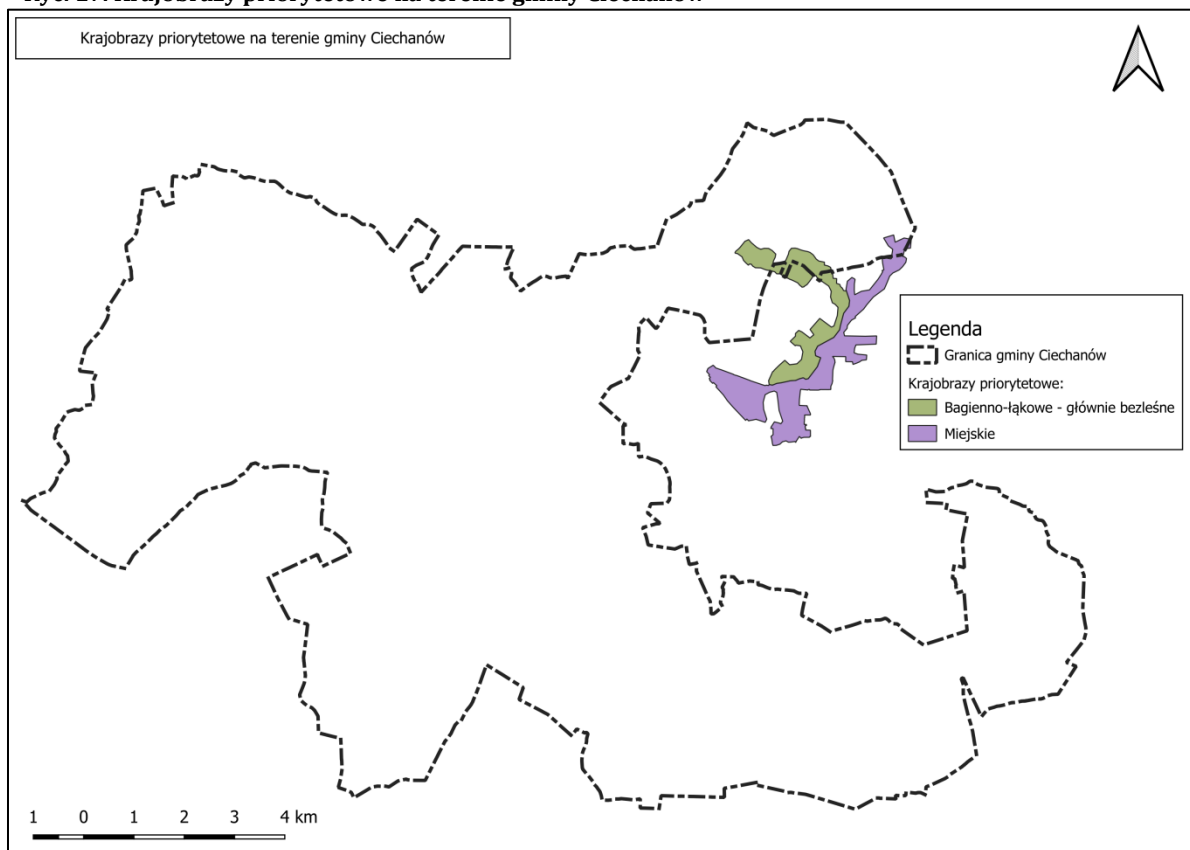 Krajobrazy priorytetowe na terenie gminy Ciechanów
Legenda
Granica gminy Ciechanów
Krajobrazy priorytetowe:
Bagienno-łąkowe - głównie bezleśne
Miejskie
1 0 1 2 3 4 km